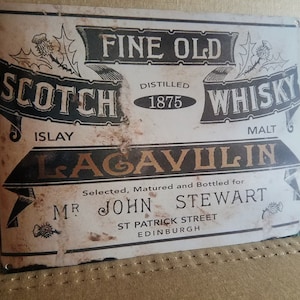 FINE OLD
SCOTCH WHISKY
DISTILLED
1875
ISLAY MALT
LAGAVULIN
Selected, Matured and Bottled for
MR JOHN STEWART
ST PATRICK STREET
EDINBURGH